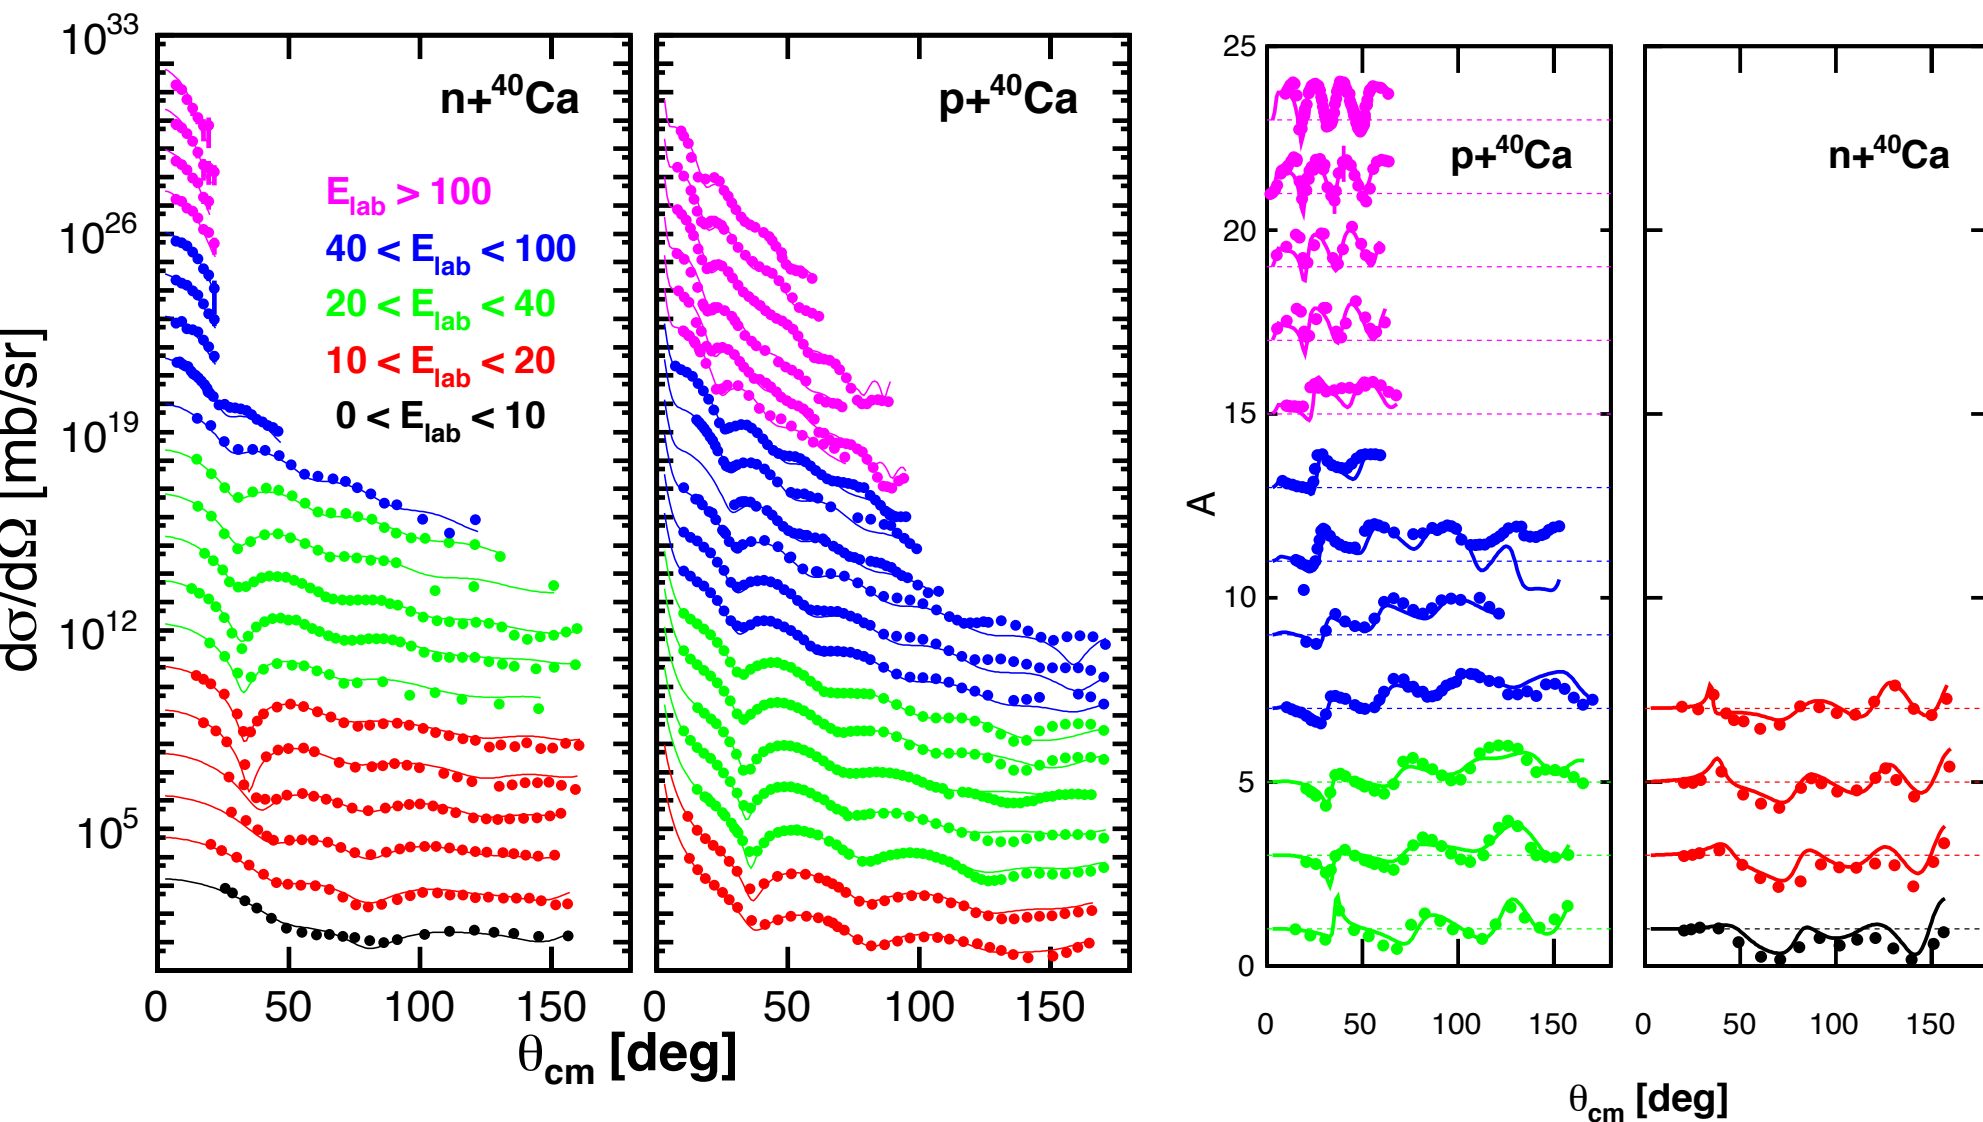 10^33
10^26
10^19
10^12
10^5
dσ/dΩ [mb/sr]
n+^40Ca
E_lab > 100
40 < E_lab < 100
20 < E_lab < 40
10 < E_lab < 20
0 < E_lab < 10
0 50 100 150
p+^40Ca
0 50 100 150
θ_cm [deg]
25
20
15
10
5
0
A
p+^40Ca
0 50 100 150
n+^40Ca
0 50 100 150
θ_cm [deg]